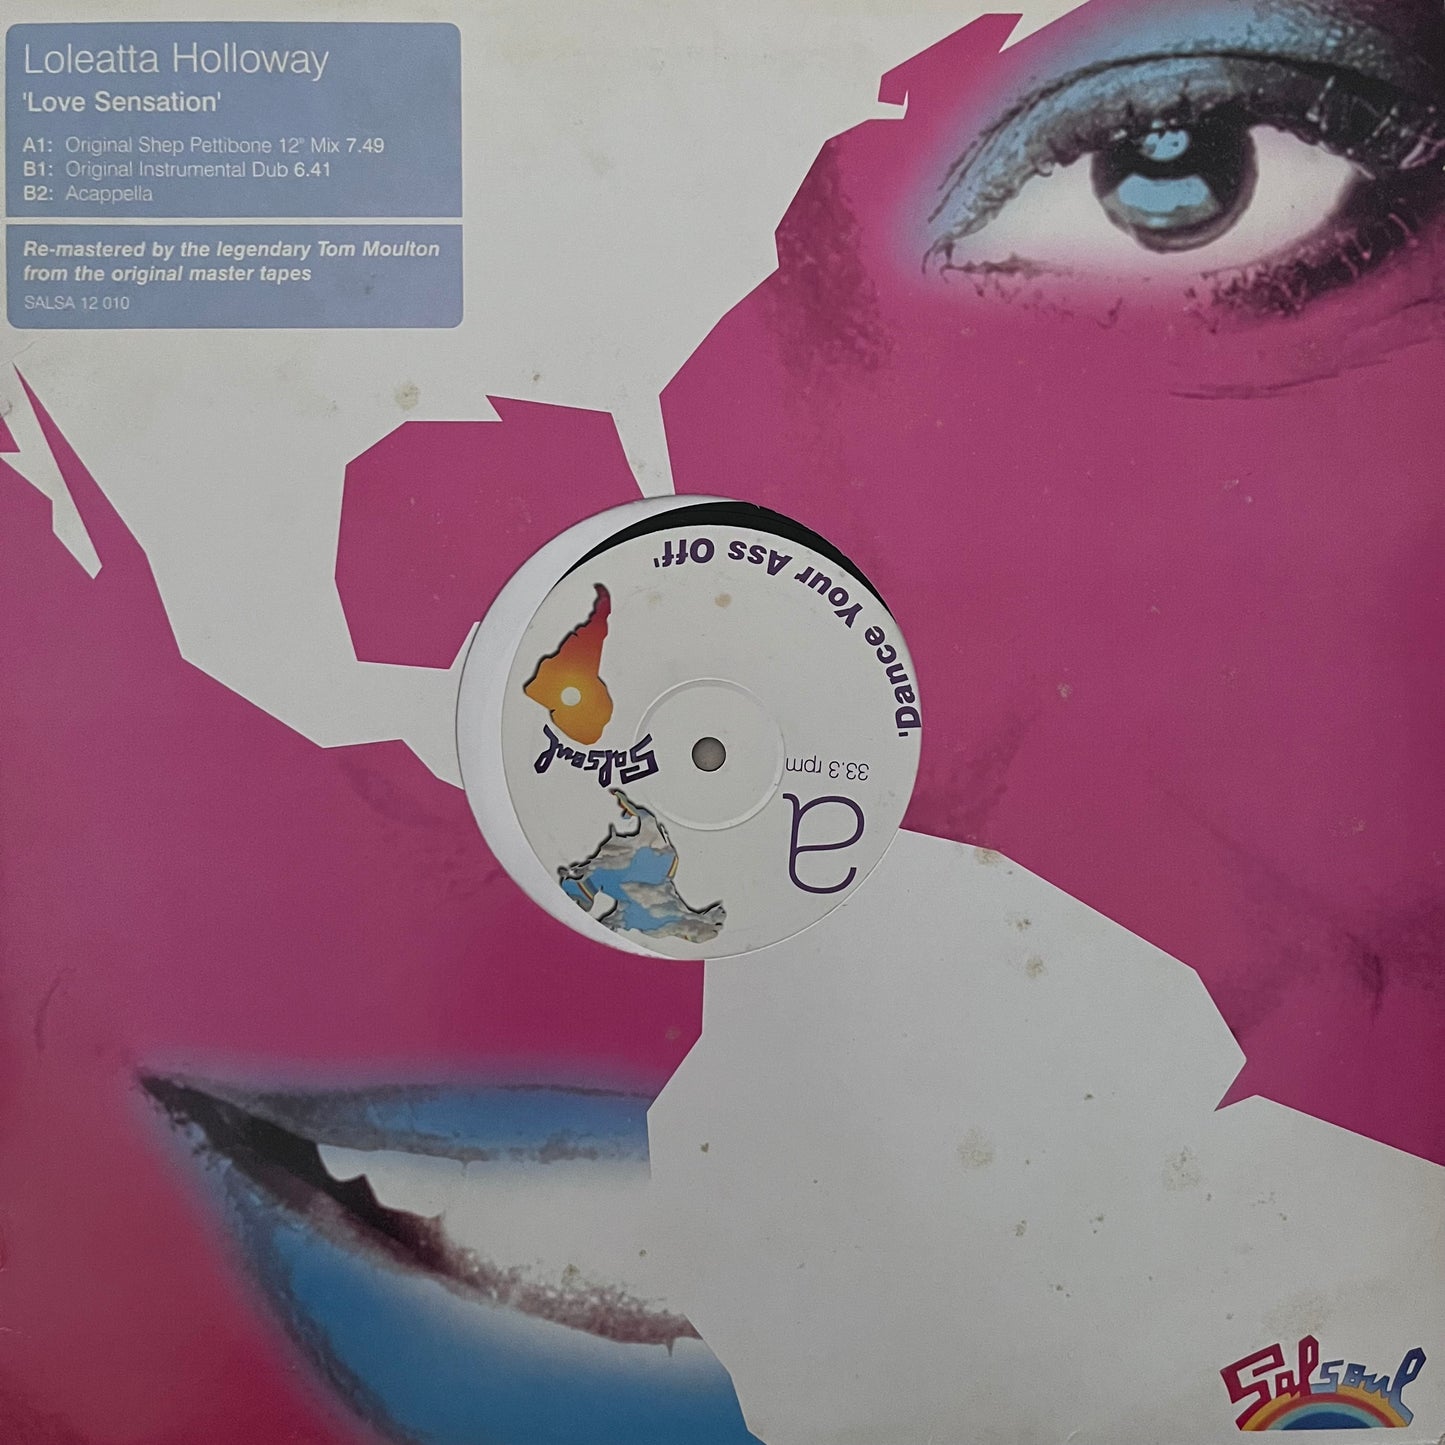 Loleatta Holloway
'Love Sensation'
A1: Original Shep Pettibone 12" Mix 7.49
B1: Original Instrumental Dub 6.41
B2: Acappella
Re-mastered by the legendary Tom Moulton
from the original master tapes
SALSA 12 010
'Dance Your Ass Off'
Salsoul
33.3 rpm
a
Salsoul